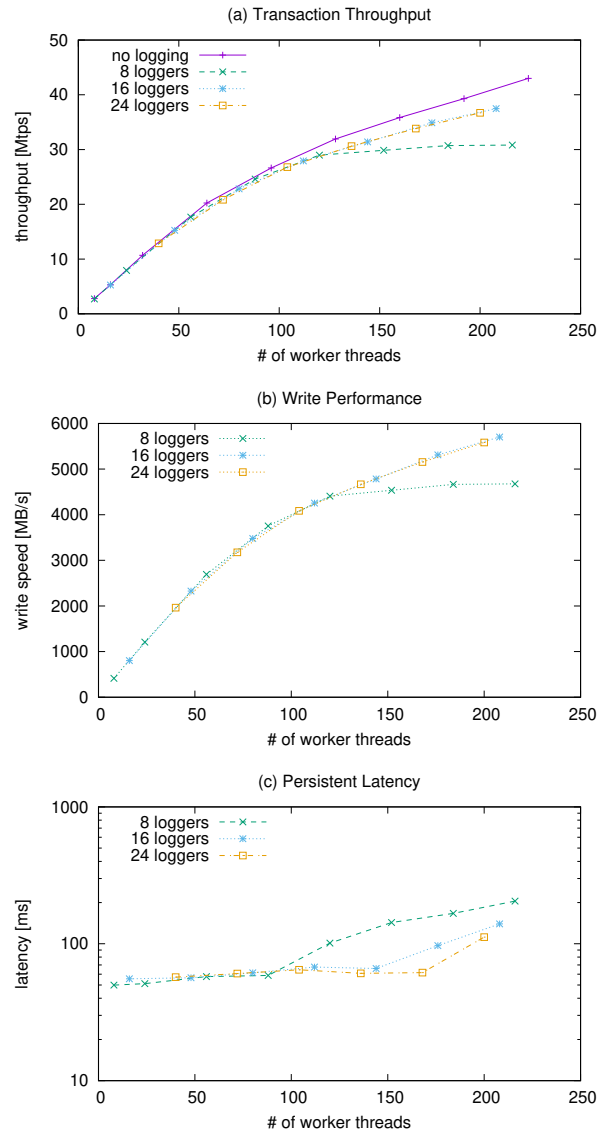 (a) Transaction Throughput
50
40
30
20
10
0
throughput [Mtps]
no logging
8 loggers
16 loggers
24 loggers
0 50 100 150 200 250
# of worker threads
(b) Write Performance
6000
5000
4000
3000
2000
1000
0
write speed [MB/s]
8 loggers
16 loggers
24 loggers
0 50 100 150 200 250
# of worker threads
(c) Persistent Latency
1000
100
10
latency [ms]
8 loggers
16 loggers
24 loggers
0 50 100 150 200 250
# of worker threads